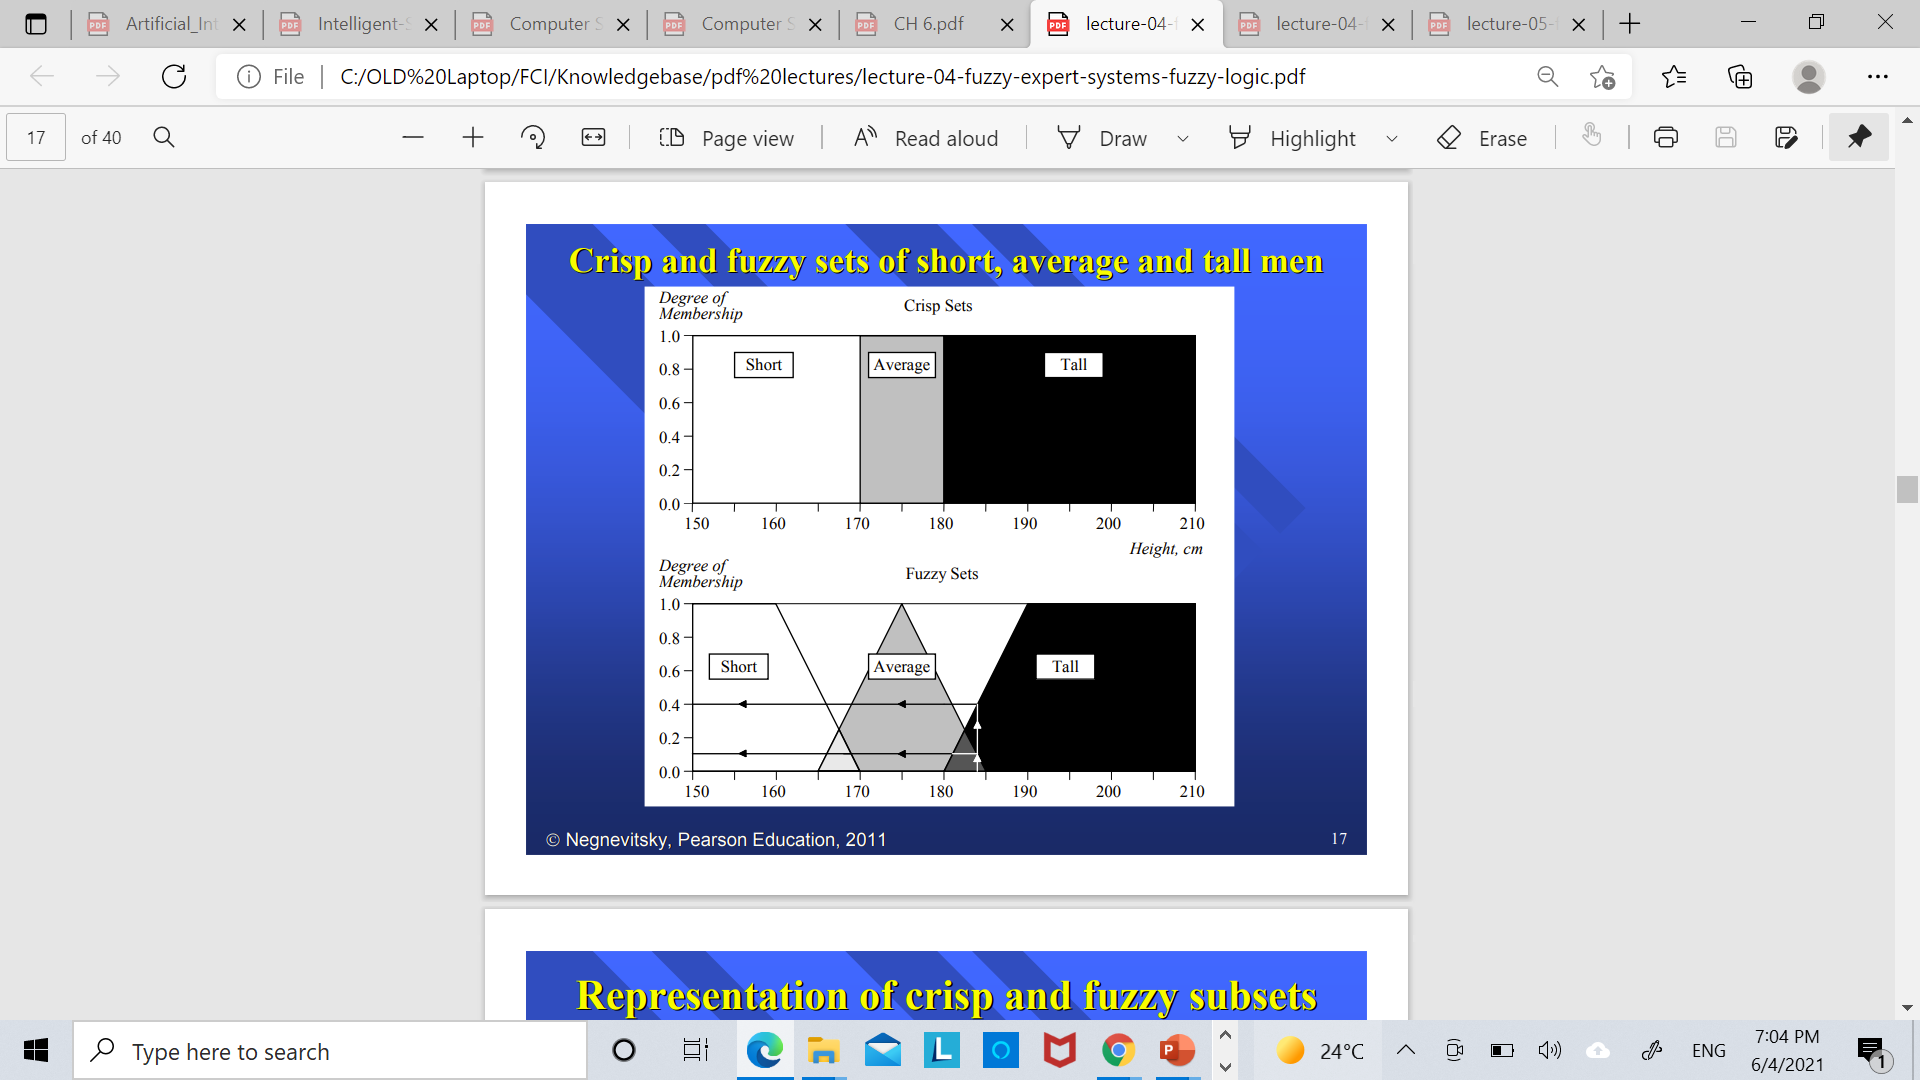 Artificial_Int
Intelligent-S
Computer S
Computer S
CH 6.pdf
lecture-04-f
lecture-04-
lecture-05-f
File
C:/OLD%20Laptop/FCI/Knowledgebase/pdf%20lectures/lecture-04-fuzzy-expert-systems-fuzzy-logic.pdf
17 of 40
Page view
Read aloud
Draw
Highlight
Erase
Crisp and fuzzy sets of short, average and tall men
Degree of
Membership
Crisp Sets
1.0
0.8
0.6
0.4
0.2
0.0
Short
Average
Tall
150 160 170 180 190 200 210
Height, cm
Degree of
Membership
Fuzzy Sets
1.0
0.8
0.6
0.4
0.2
0.0
Short
Average
Tall
150 160 170 180 190 200 210
© Negnevitsky, Pearson Education, 2011
17
Representation of crisp and fuzzy subsets
Type here to search
24°C
ENG
7:04 PM
6/4/2021
1